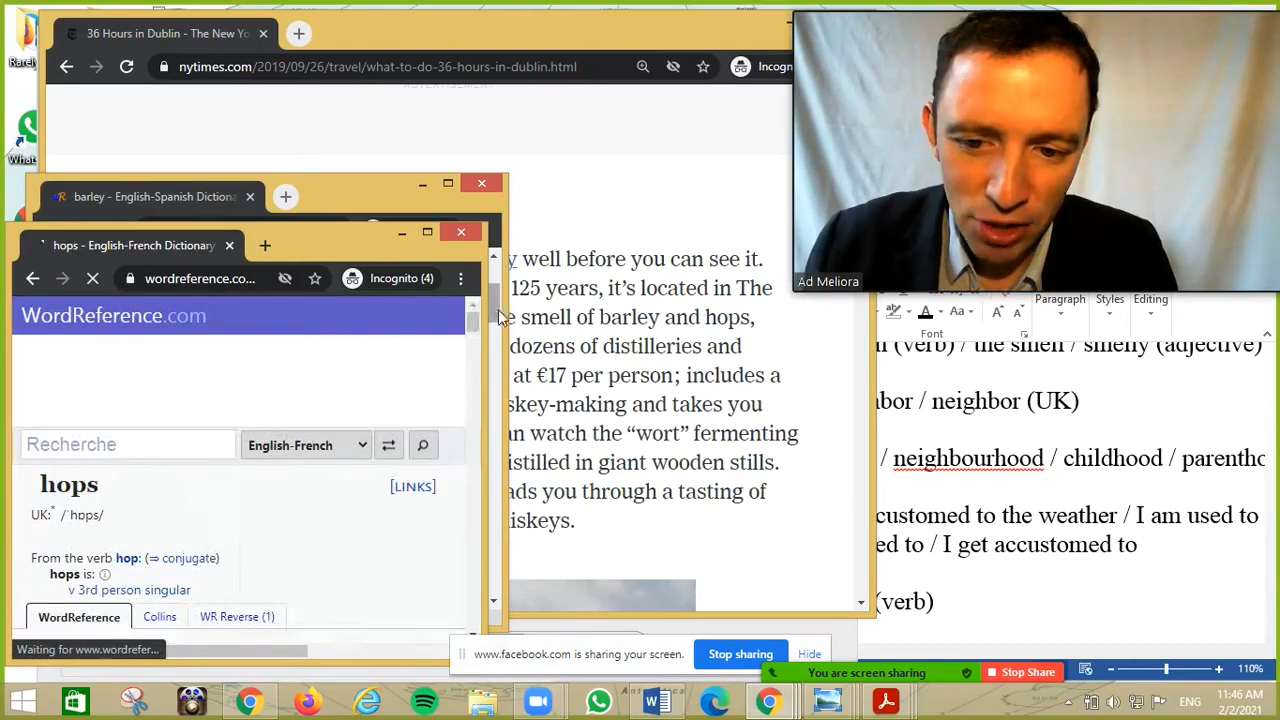 36 Hours in Dublin - The New Yo
nytimes.com/2019/09/26/travel/what-to-do-36-hours-in-dublin.html
Incogn
ADVERTISEMENT
Rarely
What
Ad Meliora
barley - English-Spanish Dictiona
hops - English-French Dictionary
wordreference.co...
Incognito (4)
WordReference.com
Recherche
English-French
hops
[LINKS]
UK:* /ˈhɒps/
From the verb hop: (⇒ conjugate)
hops is:
v 3rd person singular
WordReference
Collins
WR Reverse (1)
Waiting for www.wordrefer...
y well before you can see it.
125 years, it's located in The
e smell of barley and hops,
dozens of distilleries and
at €17 per person; includes a
skey-making and takes you
an watch the “wort” fermenting
istilled in giant wooden stills.
ads you through a tasting of
iskeys.
Paragraph
Styles
Editing
Aa
Font
n (verb) / the smell / smelly (adjective)
bor / neighbor (UK)
/ neighbourhood / childhood / parentho
customed to the weather / I am used to
ed to / I get accustomed to
(verb)
www.facebook.com is sharing your screen.
Stop sharing
Hide
You are screen sharing
Stop Share
110%
ENG
11:46 AM
2/2/2021